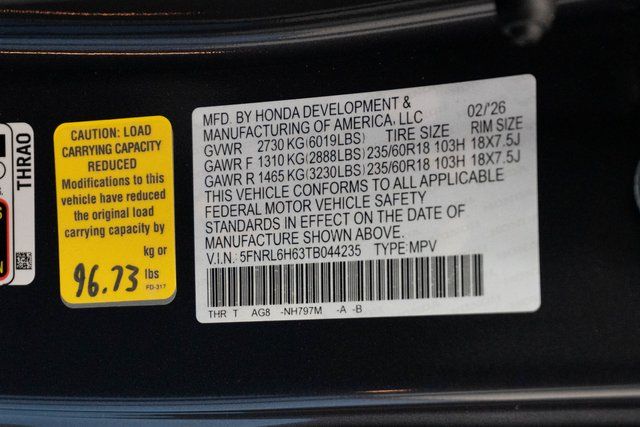 THRAO
CAUTION: LOAD
CARRYING CAPACITY
REDUCED
Modifications to this
vehicle have reduced
the original load
carrying capacity by
kg or
96.73 lbs
FD-317
MFD. BY HONDA DEVELOPMENT &
MANUFACTURING OF AMERICA, LLC 02/'26
GVWR 2730 KG(6019LBS) TIRE SIZE RIM SIZE
GAWR F 1310 KG(2888LBS) 235/60R18 103H 18X7.5J
GAWR R 1465 KG(3230LBS) 235/60R18 103H 18X7.5J
THIS VEHICLE CONFORMS TO ALL APPLICABLE
FEDERAL MOTOR VEHICLE SAFETY
STANDARDS IN EFFECT ON THE DATE OF
MANUFACTURE SHOWN ABOVE.
V.I.N.: 5FNRL6H63TB044235 TYPE:MPV
THR T AG8 -NH797M -A -B